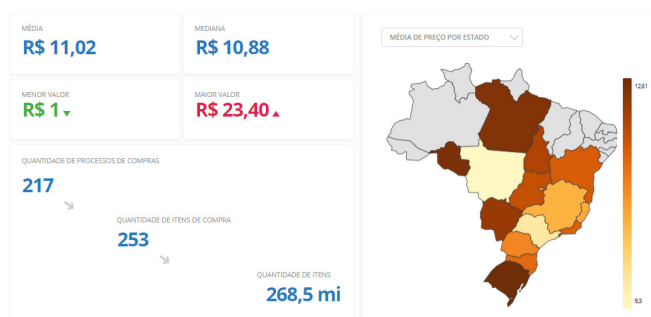 MÉDIA
R$ 11,02
MEDIANA
R$ 10,88
MENOR VALOR
R$ 1
MAIOR VALOR
R$ 23,40
QUANTIDADE DE PROCESSOS DE COMPRAS
217
QUANTIDADE DE ITENS DE COMPRA
253
QUANTIDADE DE ITENS
268,5 mi
MÉDIA DE PREÇO POR ESTADO
12.61
9.3